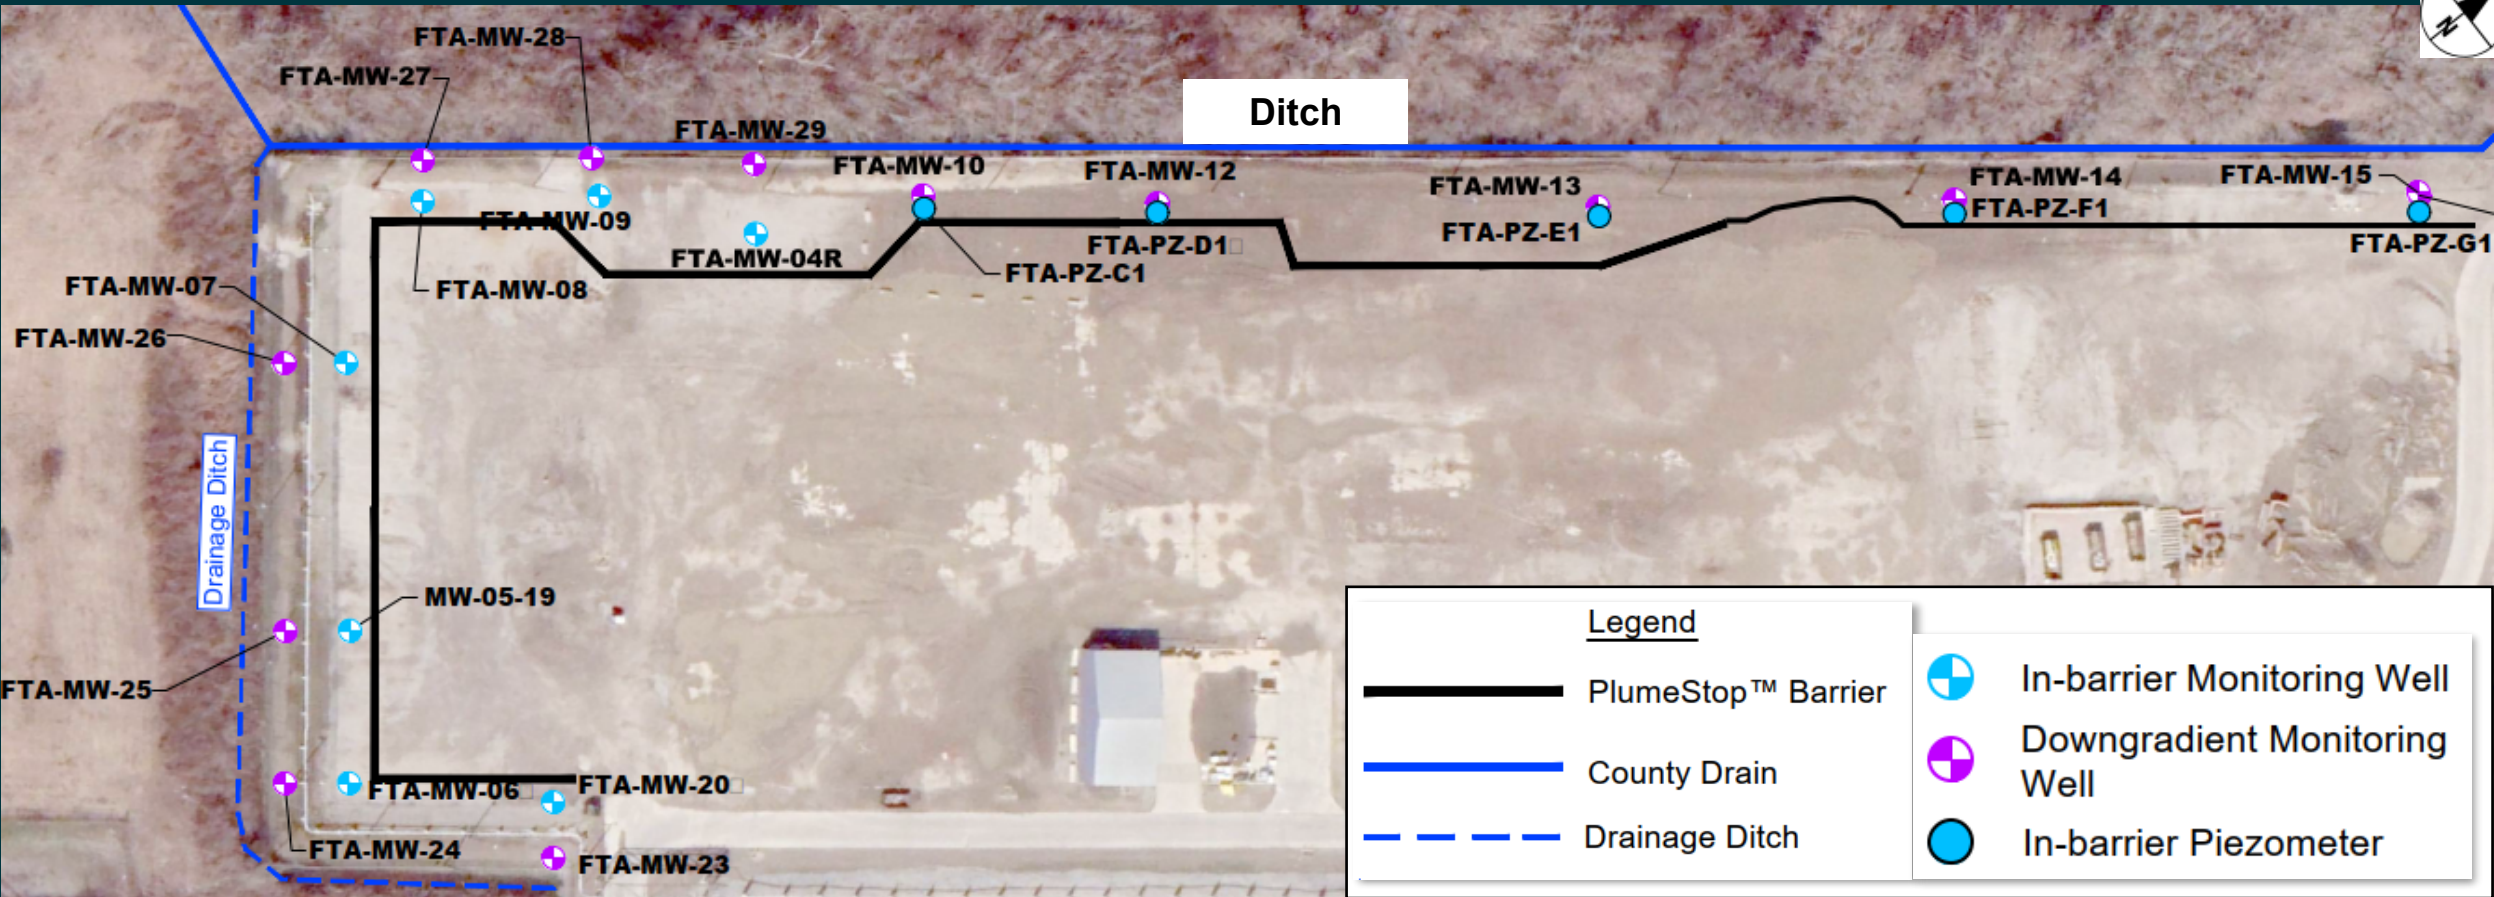 N
FTA-MW-28
FTA-MW-27
Ditch
FTA-MW-29
FTA-MW-10
FTA-MW-12
FTA-MW-13
FTA-MW-14
FTA-MW-15
FTA-MW-09
FTA-PZ-F1
FTA-PZ-E1
FTA-PZ-D1
FTA-PZ-G1
FTA-MW-04R
FTA-PZ-C1
FTA-MW-07
FTA-MW-08
FTA-MW-26
Drainage Ditch
MW-05-19
FTA-MW-25
FTA-MW-06
FTA-MW-20
FTA-MW-24
FTA-MW-23
Legend
PlumeStop™ Barrier
County Drain
Drainage Ditch
In-barrier Monitoring Well
Downgradient Monitoring
Well
In-barrier Piezometer